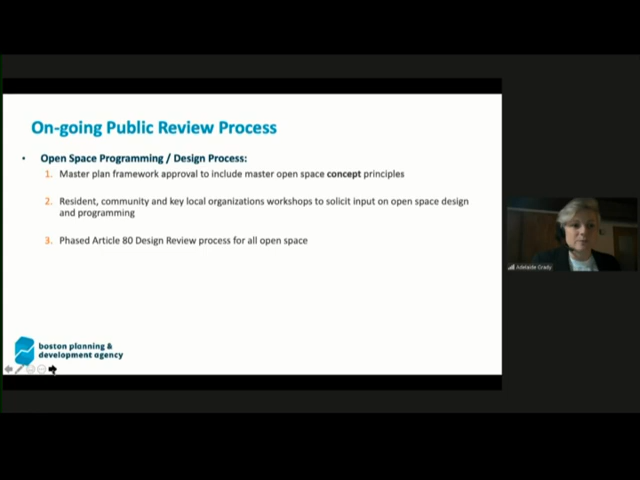 On-going Public Review Process
• Open Space Programming / Design Process:
1. Master plan framework approval to include master open space concept principles
2. Resident, community and key local organizations workshops to solicit input on open space design
and programming
3. Phased Article 80 Design Review process for all open space
boston planning &
development agency
Adelaide Grady